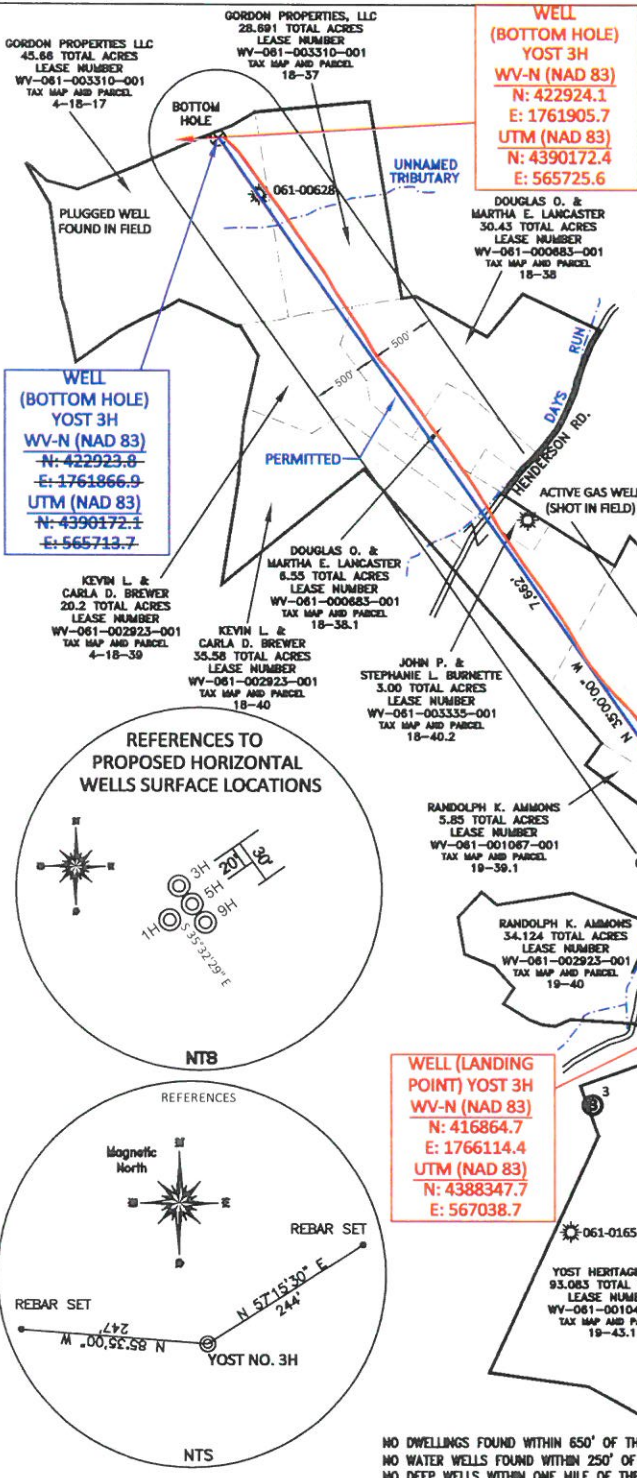 GORDON PROPERTIES LLC
45.66 TOTAL ACRES
LEASE NUMBER
WV-061-003310-001
TAX MAP AND PARCEL
4-18-17
GORDON PROPERTIES, LLC
28.691 TOTAL ACRES
LEASE NUMBER
WV-061-003310-001
TAX MAP AND PARCEL
18-37
WELL
(BOTTOM HOLE)
YOST 3H
WV-N (NAD 83)
N: 422924.1
E: 1761905.7
UTM (NAD 83)
N: 4390172.4
E: 565725.6
BOTTOM
HOLE
061-00628
UNNAMED
TRIBUTARY
PLUGGED WELL
FOUND IN FIELD
DOUGLAS O. &
MARTHA E. LANCASTER
30.43 TOTAL ACRES
LEASE NUMBER
WV-061-000683-001
TAX MAP AND PARCEL
18-38
500'
500'
DAYS RUN
HENDERSON RD.
WELL
(BOTTOM HOLE)
YOST 3H
WV-N (NAD 83)
N: 422923.8
E: 1761866.9
UTM (NAD 83)
N: 4390172.1
E: 565713.7
PERMITTED
ACTIVE GAS WELL
(SHOT IN FIELD)
7,662'
N 35°00'00" W
KEVIN L. &
CARLA D. BREWER
20.2 TOTAL ACRES
LEASE NUMBER
WV-061-002923-001
TAX MAP AND PARCEL
4-18-39
KEVIN L. &
CARLA D. BREWER
35.58 TOTAL ACRES
LEASE NUMBER
WV-061-002923-001
TAX MAP AND PARCEL
18-40
DOUGLAS O. &
MARTHA E. LANCASTER
6.55 TOTAL ACRES
LEASE NUMBER
WV-061-000683-001
TAX MAP AND PARCEL
18-38.1
JOHN P. &
STEPHANIE L. BURNETTE
3.00 TOTAL ACRES
LEASE NUMBER
WV-061-003335-001
TAX MAP AND PARCEL
18-40.2
REFERENCES TO
PROPOSED HORIZONTAL
WELLS SURFACE LOCATIONS
3H
5H
9H
1H
20'
30'
S 35°32'29" E
NT8
RANDOLPH K. AMMONS
5.85 TOTAL ACRES
LEASE NUMBER
WV-061-001067-001
TAX MAP AND PARCEL
19-39.1
RANDOLPH K. AMMONS
34.124 TOTAL ACRES
LEASE NUMBER
WV-061-002923-001
TAX MAP AND PARCEL
19-40
WELL (LANDING
POINT) YOST 3H
WV-N (NAD 83)
N: 416864.7
E: 1766114.4
UTM (NAD 83)
N: 4388347.7
E: 567038.7
3
061-0165
YOST HERITAGE
93.083 TOTAL
LEASE NUM
WV-061-00104
TAX MAP AND PA
19-43.1
REFERENCES
Magnetic
North
REBAR SET
N 57°15'30" E
244'
REBAR SET
N 85°35'00" W
247'
YOST NO. 3H
NTS
NO DWELLINGS FOUND WITHIN 650' OF TH
NO WATER WELLS FOUND WITHIN 250' OF
NO DEEP WELLS WITHIN ONE MILE OF THE